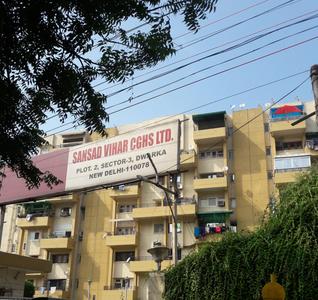 SANSAD VIHAR CGHS LTD.
PLOT. 2, SECTOR-3, DWARKA
NEW DELHI-110078